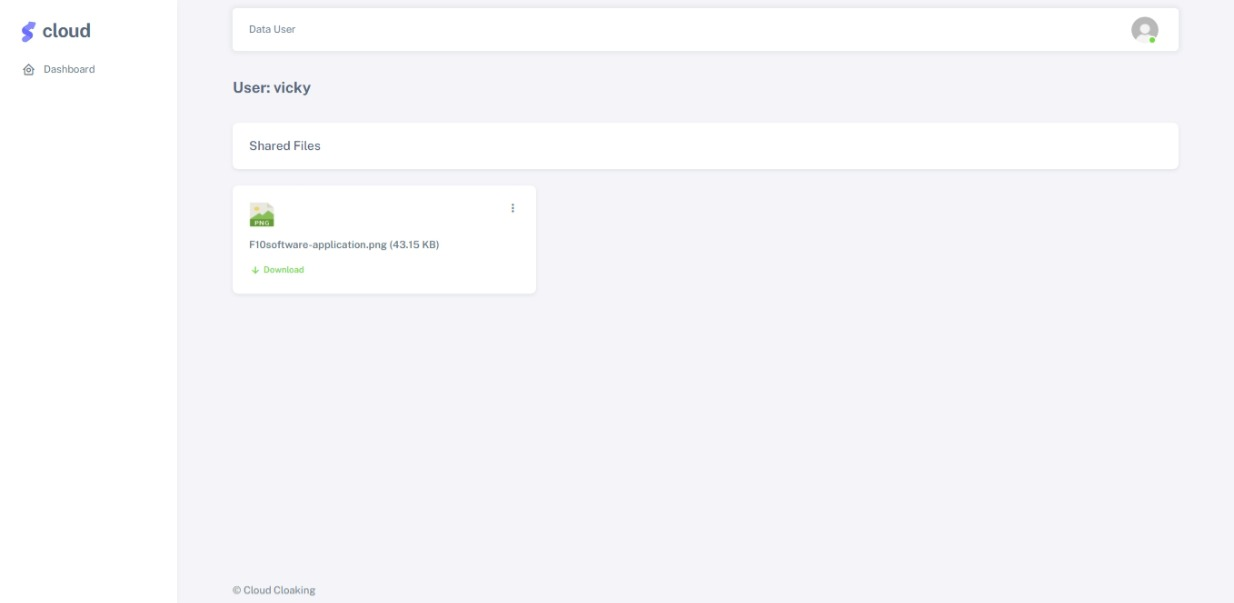 cloud
Dashboard
Data User
User: vicky
Shared Files
PNG
F10software-application.png (43.15 KB)
Download
© Cloud Cloaking